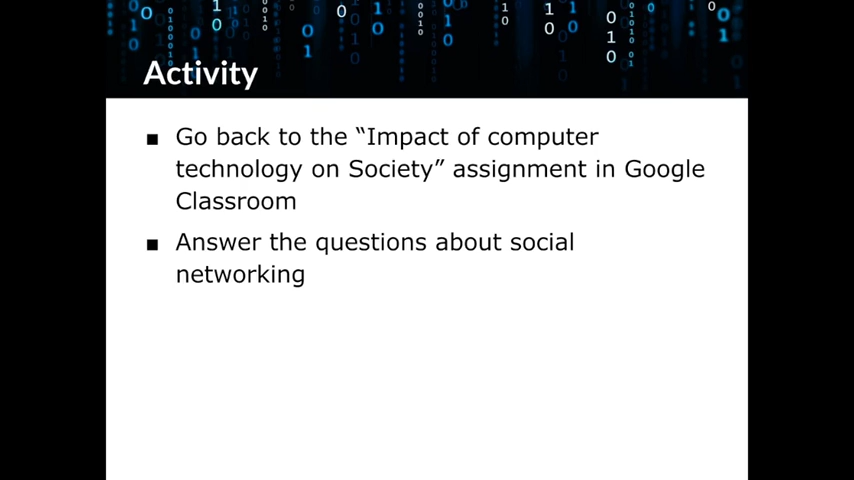 Activity
▪ Go back to the “Impact of computer
technology on Society” assignment in Google
Classroom
▪ Answer the questions about social
networking